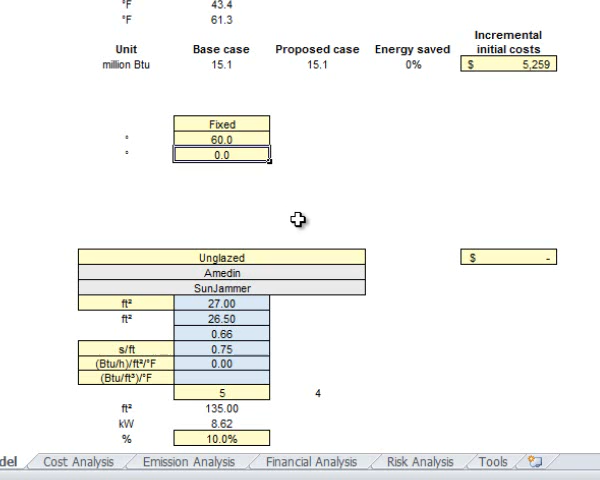 °F 43.4
°F 61.3
Incremental
Unit Base case Proposed case Energy saved initial costs
million Btu 15.1 15.1 0% $ 5,259
Fixed
° 60.0
° 0.0
Unglazed $ -
Amedin
SunJammer
ft² 27.00
ft² 26.50
0.66
s/ft 0.75
(Btu/h)/ft²/°F 0.00
(Btu/ft³)/°F
5 4
ft² 135.00
kW 8.62
% 10.0%
del Cost Analysis Emission Analysis Financial Analysis Risk Analysis Tools